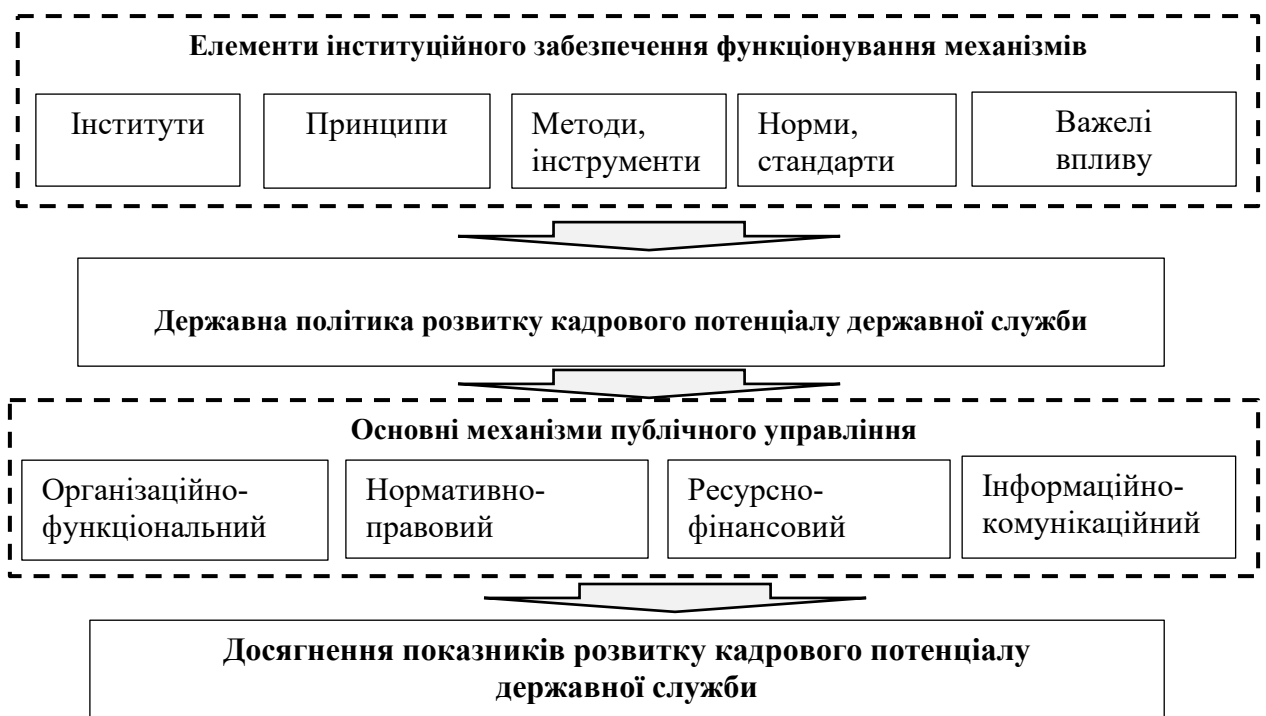 Елементи інституційного забезпечення функціонування механізмів
Інститути
Принципи
Методи,
інструменти
Норми,
стандарти
Важелі
впливу
Державна політика розвитку кадрового потенціалу державної служби
Основні механізми публічного управління
Організаційно-
функціональний
Нормативно-
правовий
Ресурсно-
фінансовий
Інформаційно-
комунікаційний
Досягнення показників розвитку кадрового потенціалу
державної служби